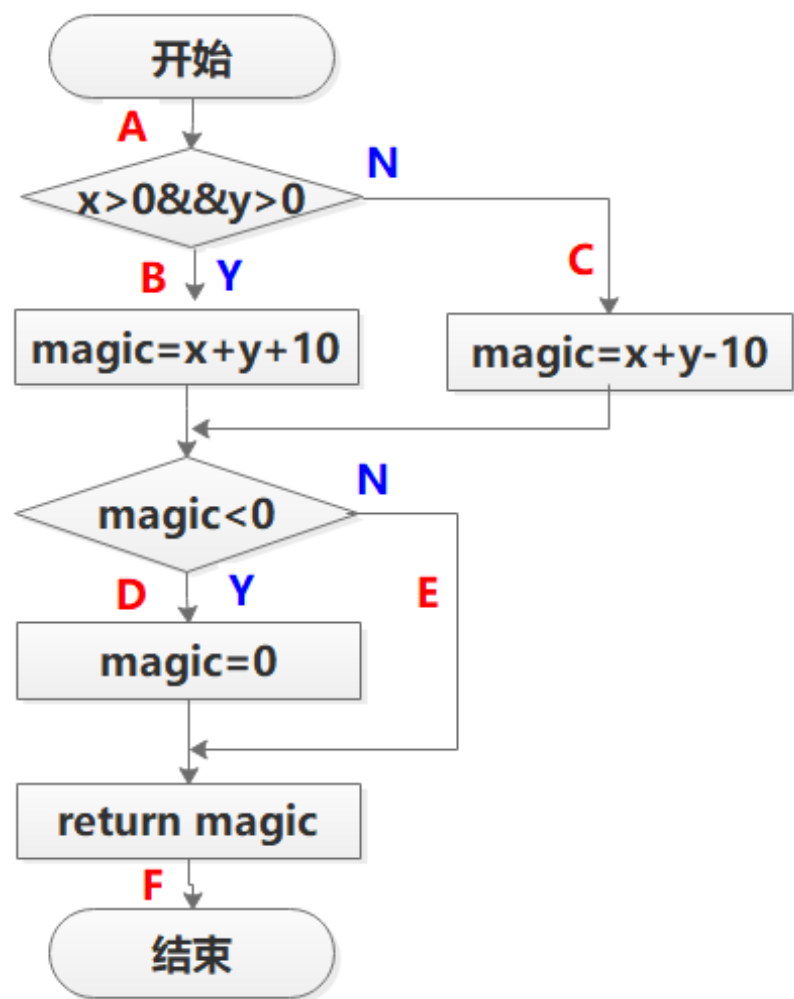 开始
A
x>0&&y>0
N
B
Y
C
magic=x+y+10
magic=x+y-10
magic<0
N
D
Y
E
magic=0
return magic
F
结束